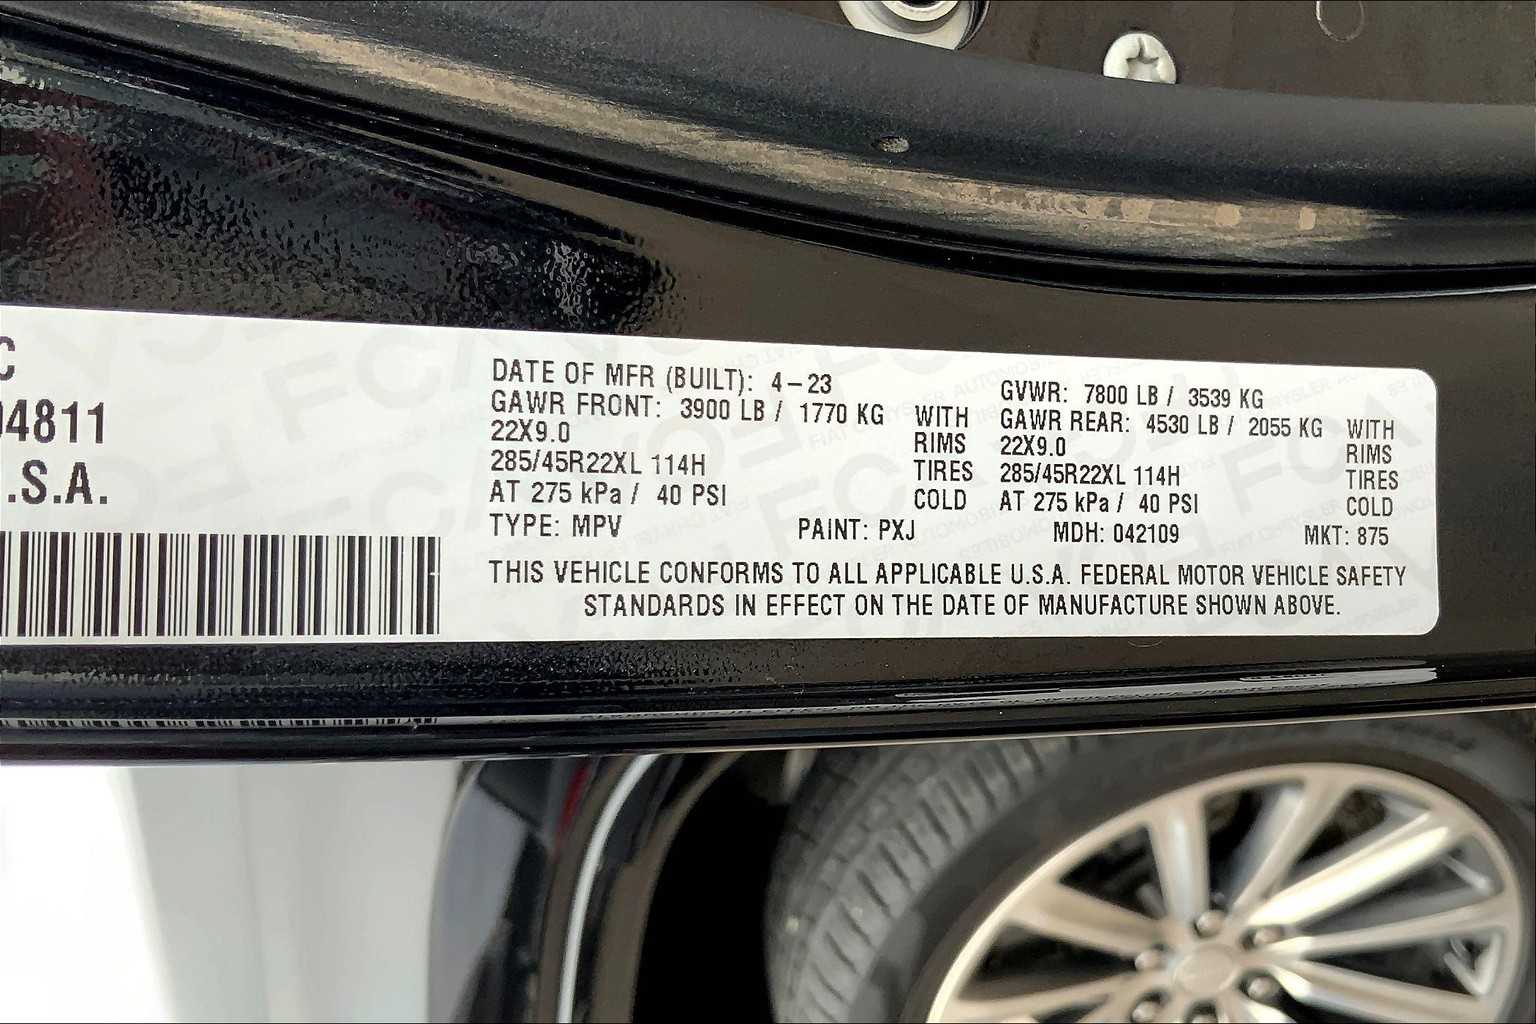 C
04811
.S.A.
DATE OF MFR (BUILT): 4-23
GAWR FRONT: 3900 LB / 1770 KG WITH
22X9.0 RIMS
285/45R22XL 114H TIRES
AT 275 kPa / 40 PSI COLD
GVWR: 7800 LB / 3539 KG
GAWR REAR: 4530 LB / 2055 KG WITH
22X9.0 RIMS
285/45R22XL 114H TIRES
AT 275 kPa / 40 PSI COLD
TYPE: MPV PAINT: PXJ MDH: 042109 MKT: 875
THIS VEHICLE CONFORMS TO ALL APPLICABLE U.S.A. FEDERAL MOTOR VEHICLE SAFETY
STANDARDS IN EFFECT ON THE DATE OF MANUFACTURE SHOWN ABOVE.